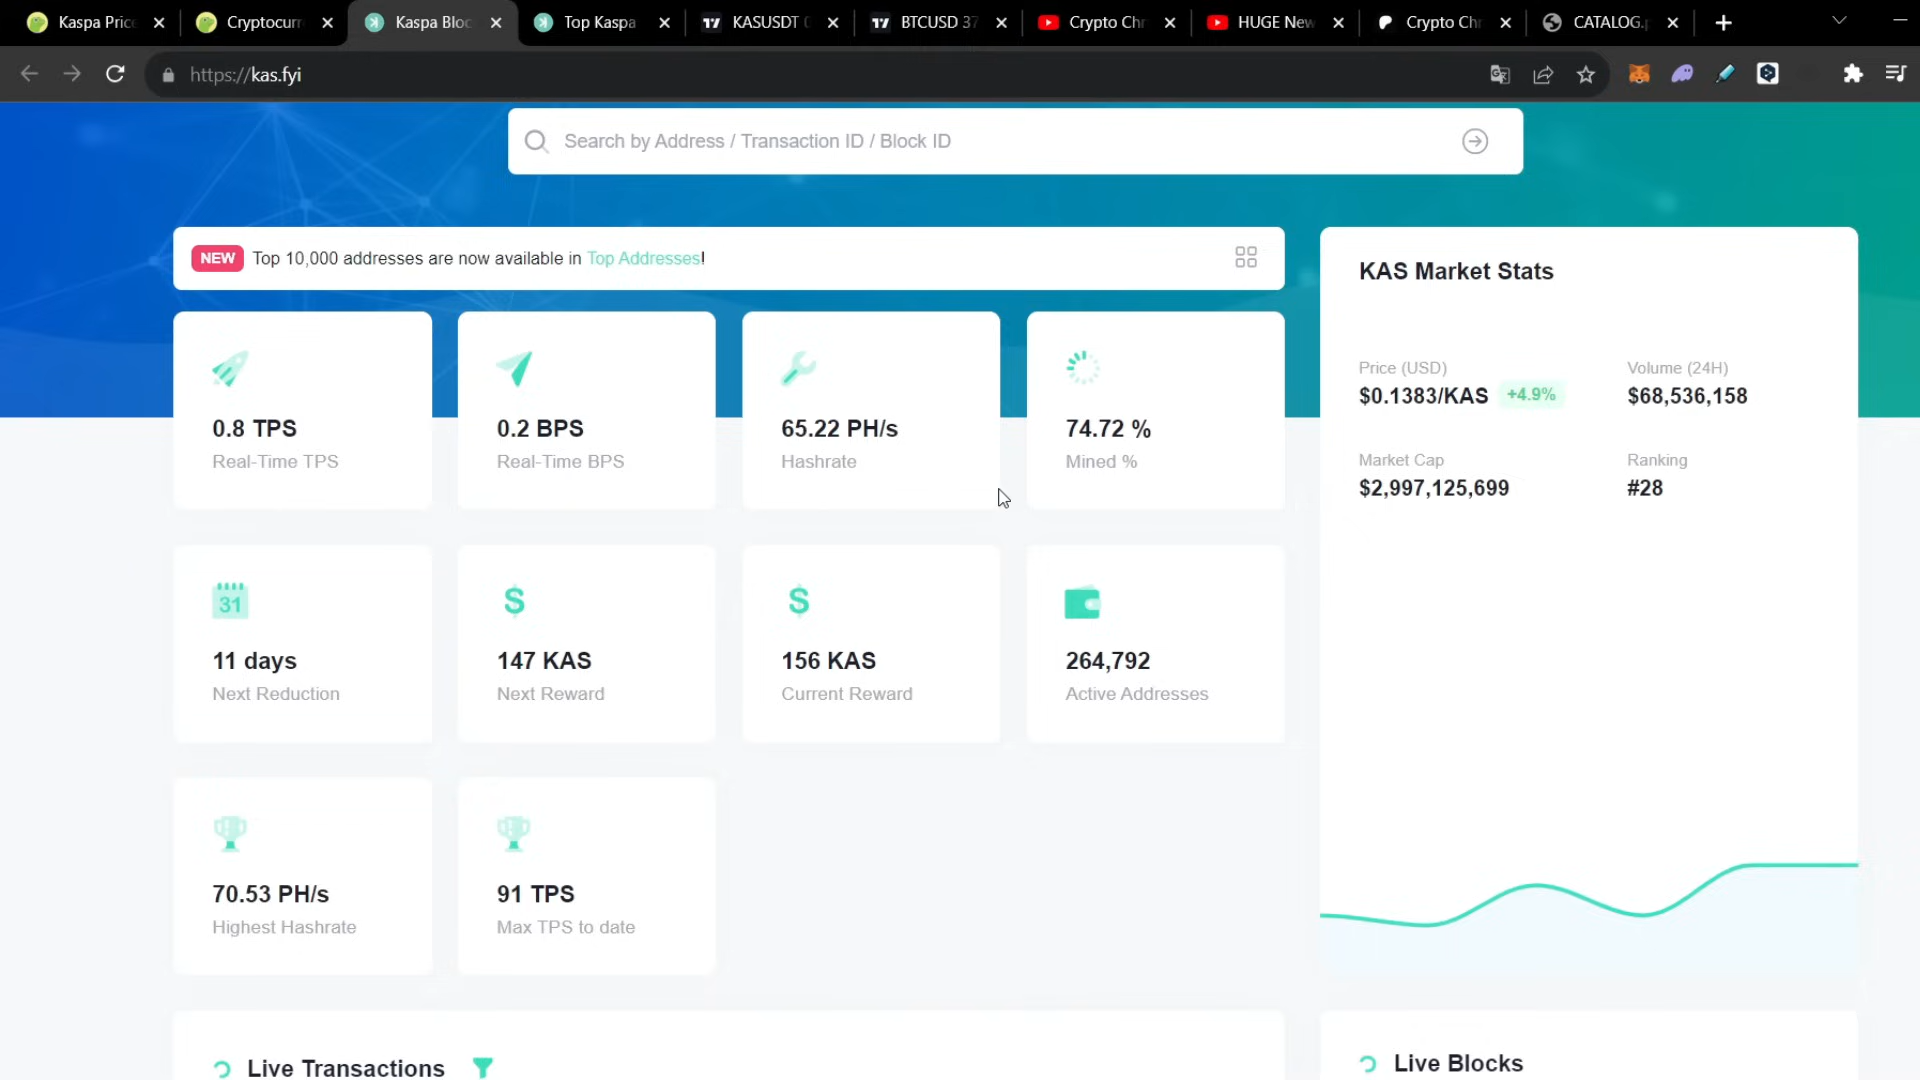 Kaspa Pric
Cryptocurr
Kaspa Bloc
Top Kaspa
KASUSDT
BTCUSD 37
Crypto Chr
HUGE New
Crypto Chr
CATALOG.p
https://kas.fyi
Search by Address / Transaction ID / Block ID
NEW Top 10,000 addresses are now available in Top Addresses!
0.8 TPS
Real-Time TPS
0.2 BPS
Real-Time BPS
65.22 PH/s
Hashrate
74.72 %
Mined %
31
11 days
Next Reduction
147 KAS
Next Reward
156 KAS
Current Reward
264,792
Active Addresses
70.53 PH/s
Highest Hashrate
91 TPS
Max TPS to date
KAS Market Stats
Price (USD)
$0.1383/KAS +4.9%
Volume (24H)
$68,536,158
Market Cap
$2,997,125,699
Ranking
#28
Live Transactions
Live Blocks